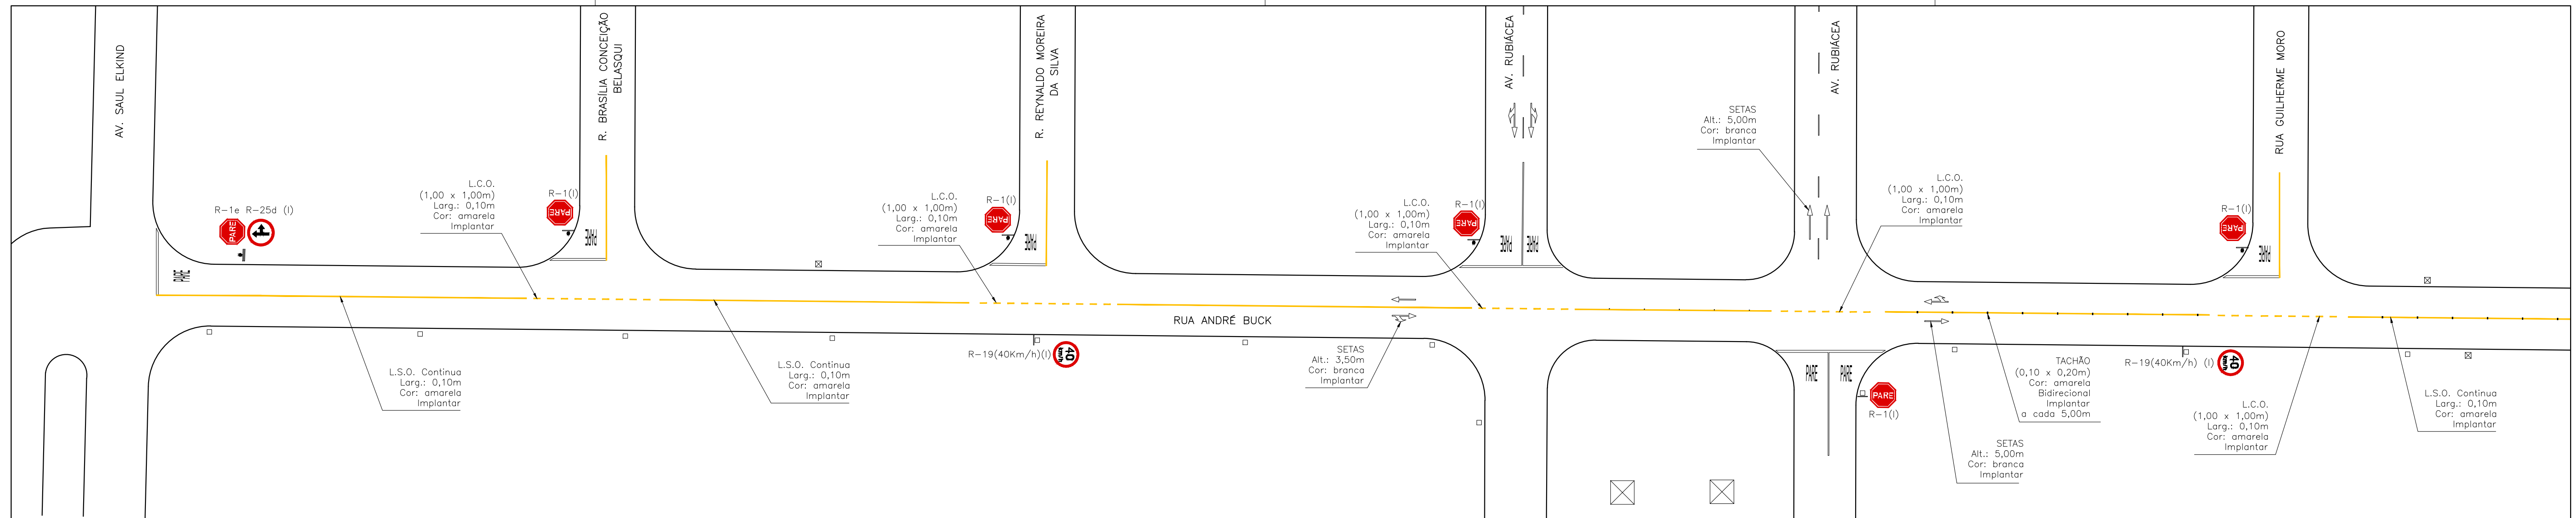 AV. SAUL ELKIND
R-1e R-25d (I)
PARE
PARE
L.S.O. Continua
Larg.: 0,10m
Cor: amarela
Implantar
L.C.O.
(1,00 x 1,00m)
Larg.: 0,10m
Cor: amarela
Implantar
R. BRASÍLIA CONCEIÇÃO
BELASQUI
R-1(I)
PARE
PARE
L.S.O. Continua
Larg.: 0,10m
Cor: amarela
Implantar
L.C.O.
(1,00 x 1,00m)
Larg.: 0,10m
Cor: amarela
Implantar
R. REYNALDO MOREIRA
DA SILVA
R-1(I)
PARE
PARE
R-19(40Km/h)(I)
40
km/h
RUA ANDRÉ BUCK
L.C.O.
(1,00 x 1,00m)
Larg.: 0,10m
Cor: amarela
Implantar
SETAS
Alt.: 3,50m
Cor: branca
Implantar
AV. RUBIÁCEA
R-1(I)
PARE
PARE
PARE
SETAS
Alt.: 5,00m
Cor: branca
Implantar
AV. RUBIÁCEA
PARE
PARE
PARE
R-1(I)
L.C.O.
(1,00 x 1,00m)
Larg.: 0,10m
Cor: amarela
Implantar
SETAS
Alt.: 5,00m
Cor: branca
Implantar
TACHÃO
(0,10 x 0,20m)
Cor: amarela
Bidirecional
Implantar
a cada 5,00m
RUA GUILHERME MORO
R-1(I)
PARE
PARE
R-19(40Km/h) (I)
40
km/h
L.C.O.
(1,00 x 1,00m)
Larg.: 0,10m
Cor: amarela
Implantar
L.S.O. Continua
Larg.: 0,10m
Cor: amarela
Implantar